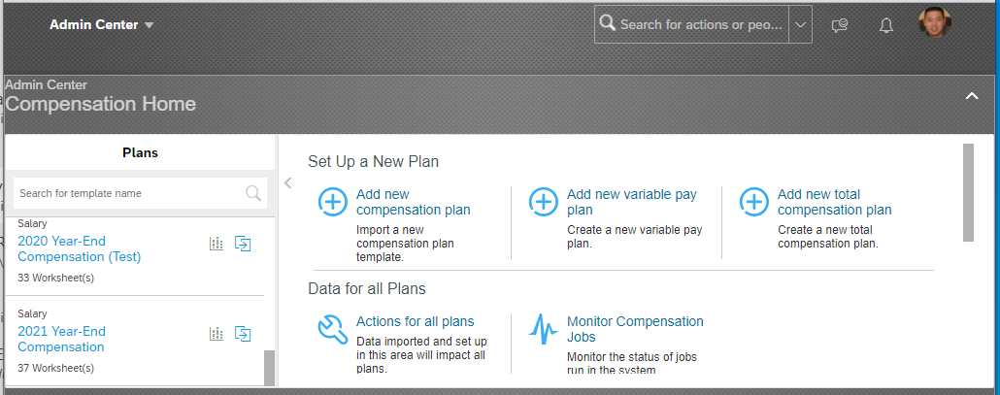 Admin Center
Search for actions or peo...
Admin Center
Compensation Home
Plans
Search for template name
Salary
2020 Year-End
Compensation (Test)
33 Worksheet(s)
Salary
2021 Year-End
Compensation
37 Worksheet(s)
Set Up a New Plan
Add new
compensation plan
Import a new
compensation plan
template.
Add new variable pay
plan
Create a new variable pay
plan.
Add new total
compensation plan
Create a new total
compensation plan.
Data for all Plans
Actions for all plans
Data imported and set up
in this area will impact all
plans.
Monitor Compensation
Jobs
Monitor the status of jobs
run in the system